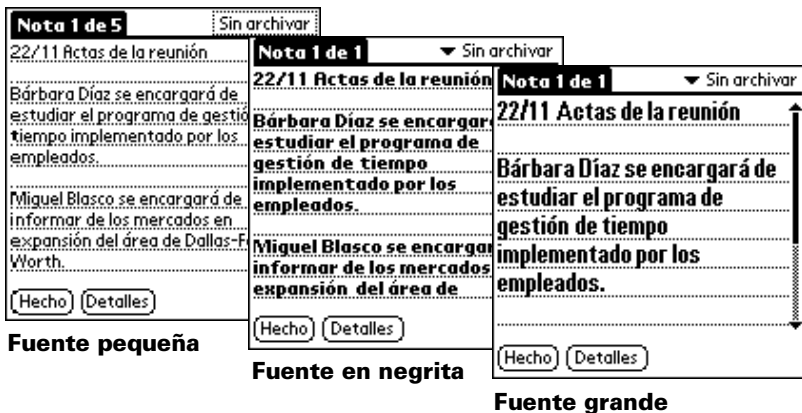 Nota 1 de 5 Sin archivar
22/11 Actas de la reunión
Bárbara Díaz se encargará de
estudiar el programa de gestió
tiempo implementado por los
empleados.
Miguel Blasco se encargará de
informar de los mercados en
expansión del área de Dallas-F
Worth.
Hecho Detalles
Fuente pequeña
Nota 1 de 1 Sin archivar
22/11 Actas de la reunión
Bárbara Díaz se encargar
estudiar el programa de
gestión de tiempo
implementado por los
empleados.
Miguel Blasco se encargar
informar de los mercados
expansión del área de
Hecho Detalles
Fuente en negrita
Nota 1 de 1 Sin archivar
22/11 Actas de la reunión
Bárbara Díaz se encargará de
estudiar el programa de
gestión de tiempo
implementado por los
empleados.
Hecho Detalles
Fuente grande